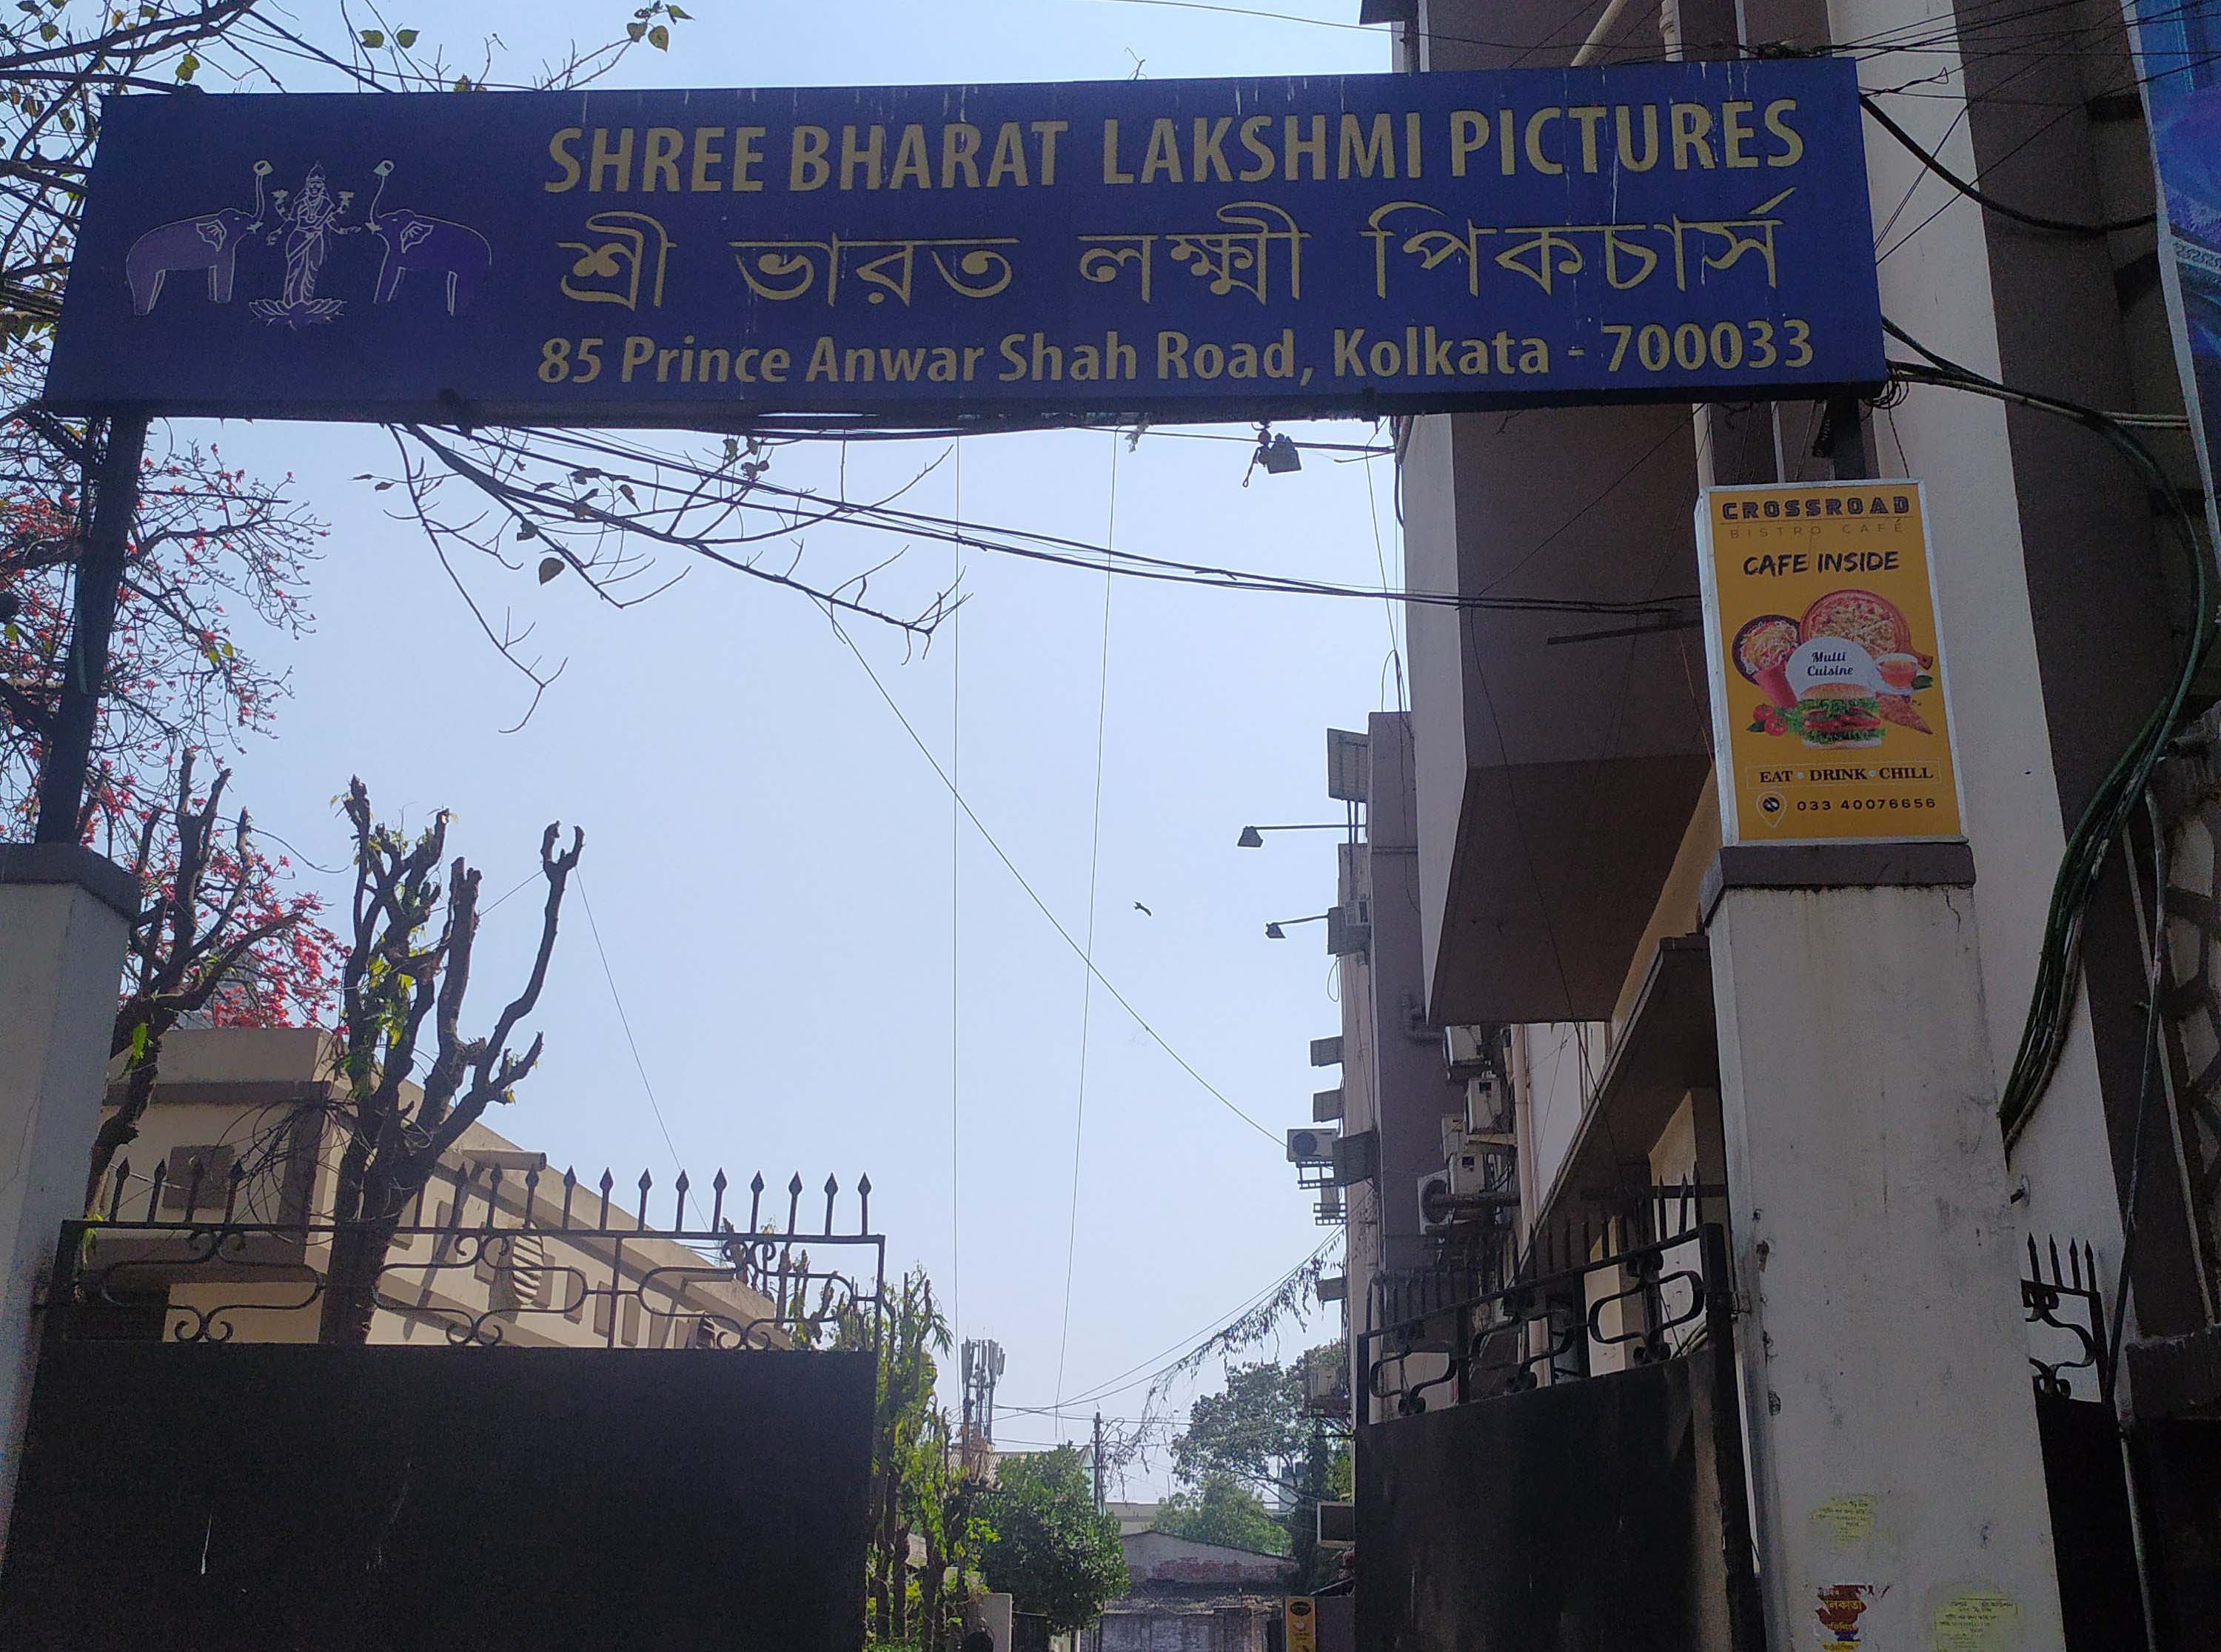 SHREE BHARAT LAKSHMI PICTURES
শ্রী ভারত লক্ষ্মী পিকচার্স
85 Prince Anwar Shah Road, Kolkata - 700033
CROSSROAD
BISTRO CAFÉ
CAFE INSIDE
Multi
Cuisine
EAT • DRINK • CHILL
033 40076656